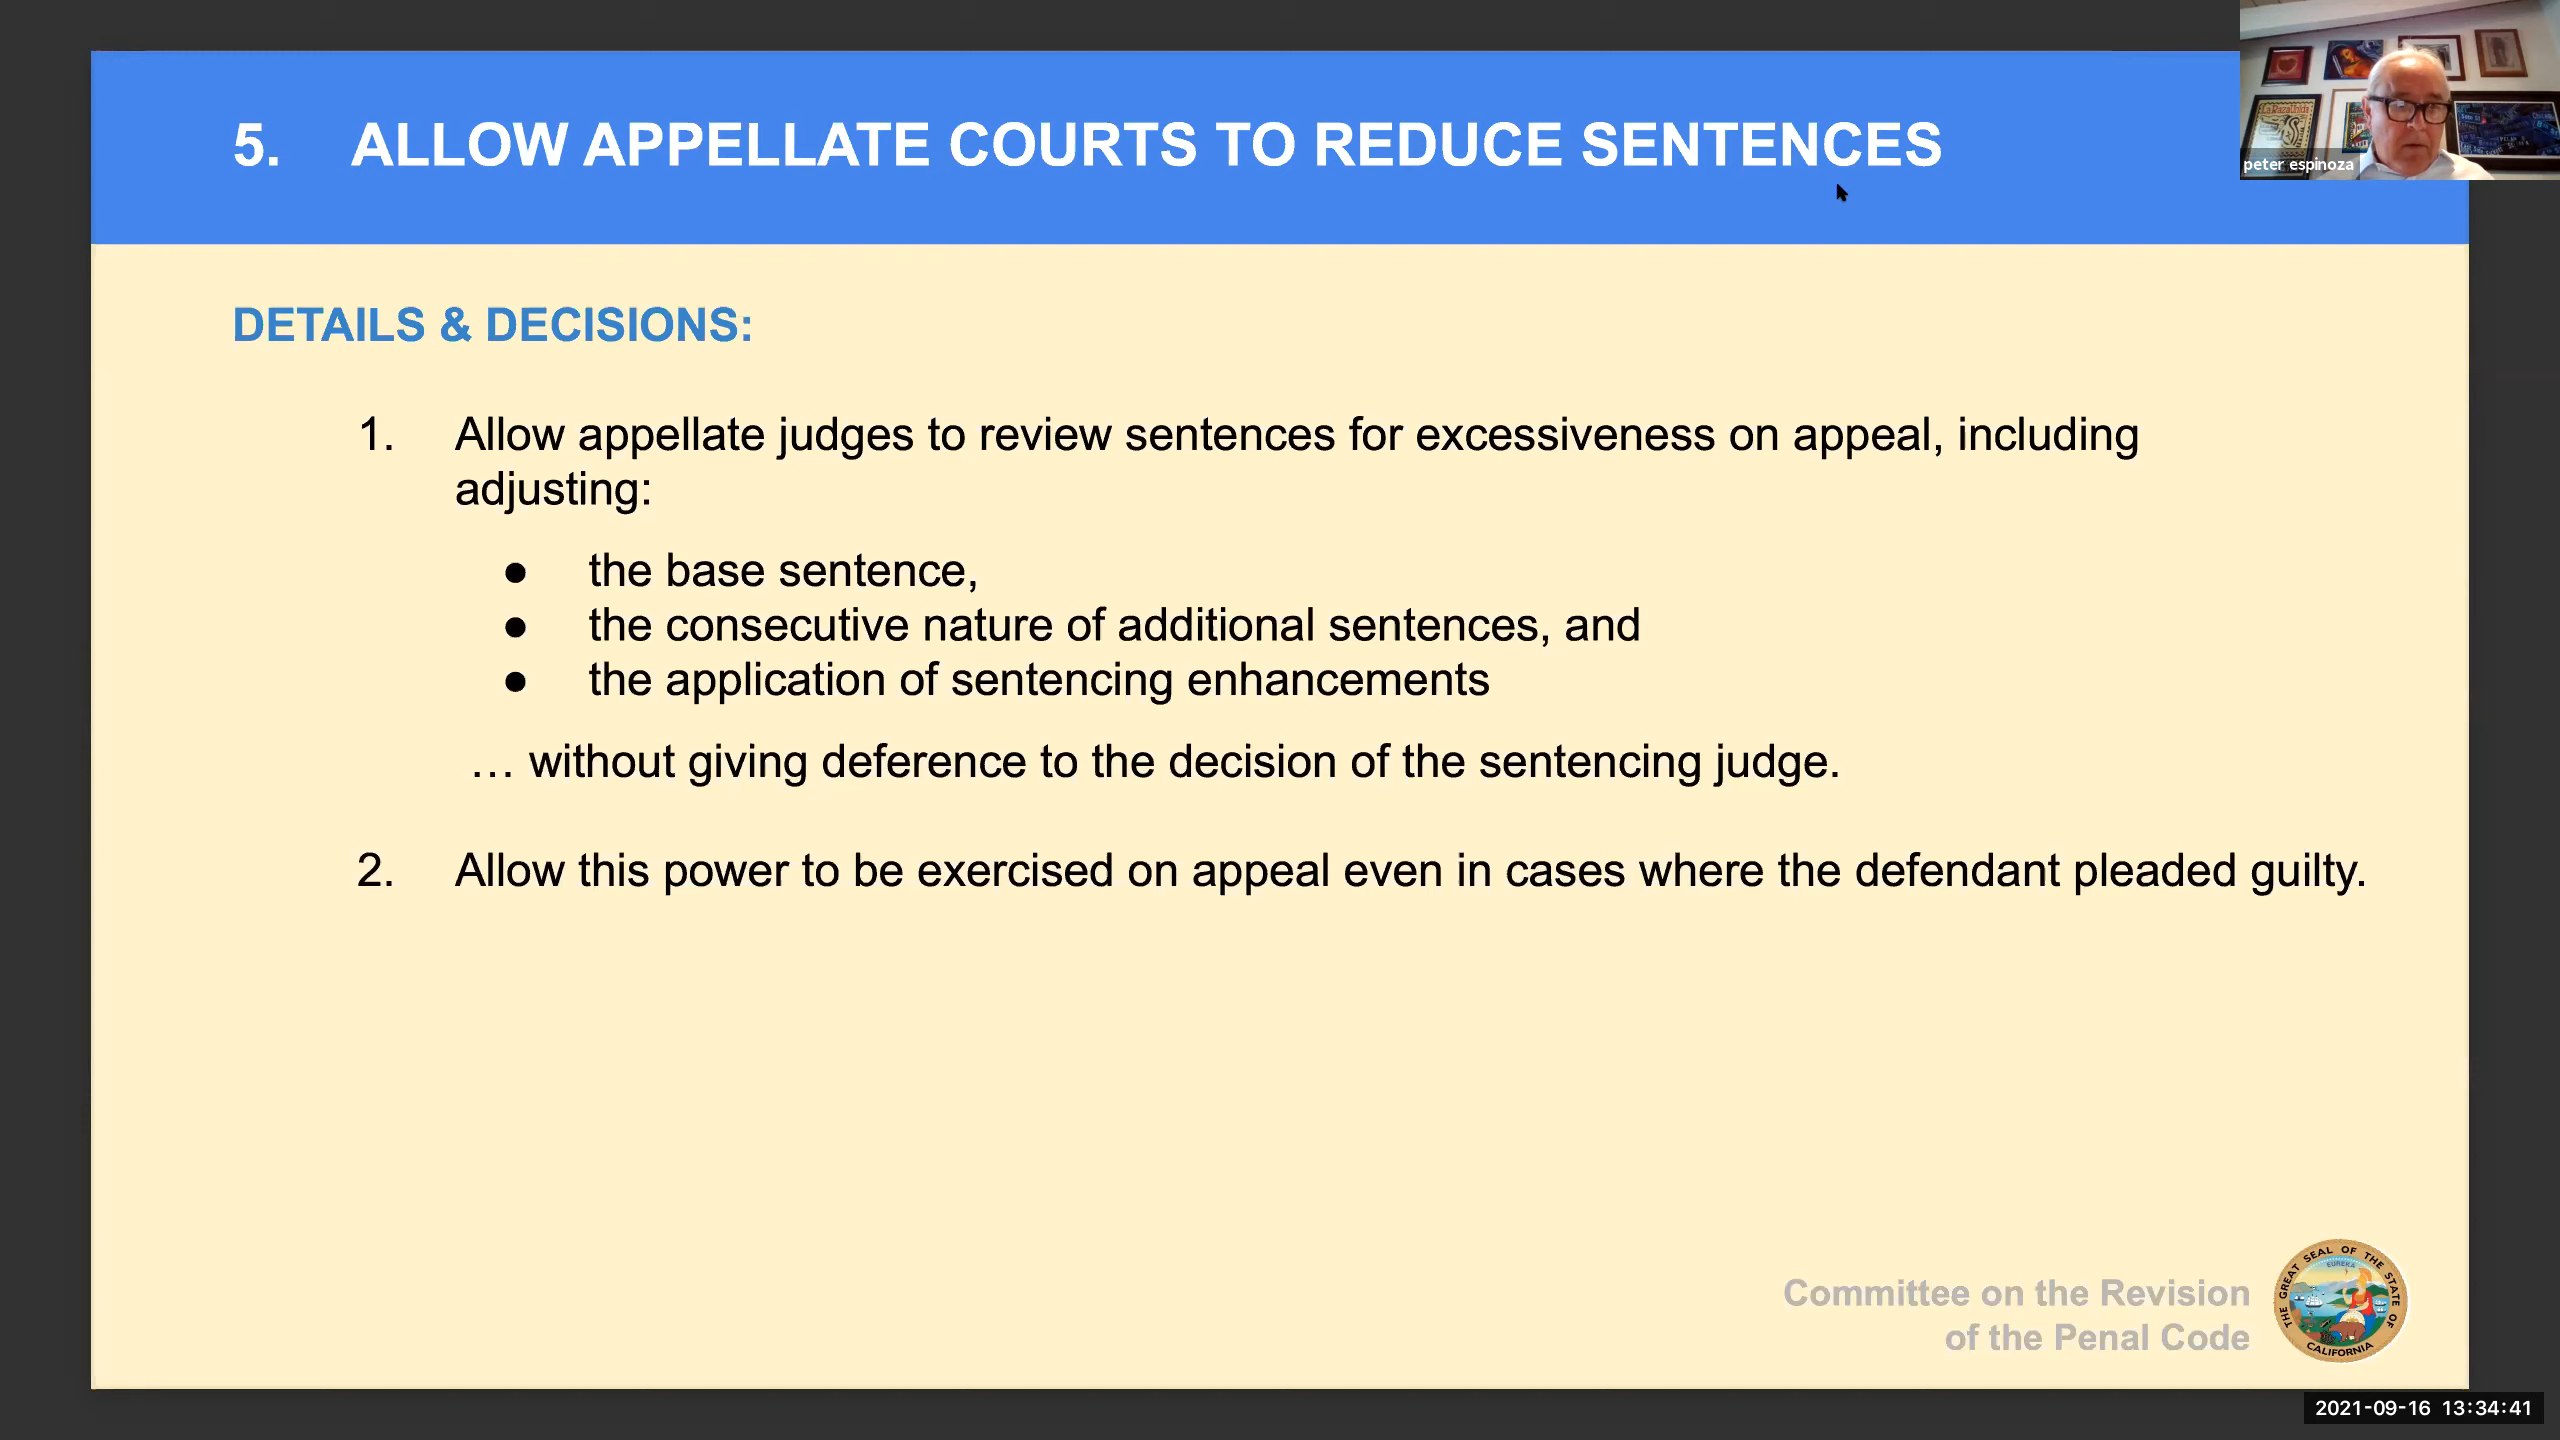 5. ALLOW APPELLATE COURTS TO REDUCE SENTENCES
La Raza Unida
peter espinoza
DETAILS & DECISIONS:
1. Allow appellate judges to review sentences for excessiveness on appeal, including
adjusting:
● the base sentence,
● the consecutive nature of additional sentences, and
● the application of sentencing enhancements
… without giving deference to the decision of the sentencing judge.
2. Allow this power to be exercised on appeal even in cases where the defendant pleaded guilty.
Committee on the Revision
of the Penal Code
THE GREAT SEAL OF THE STATE OF CALIFORNIA
EUREKA
2021-09-16 13:34:41